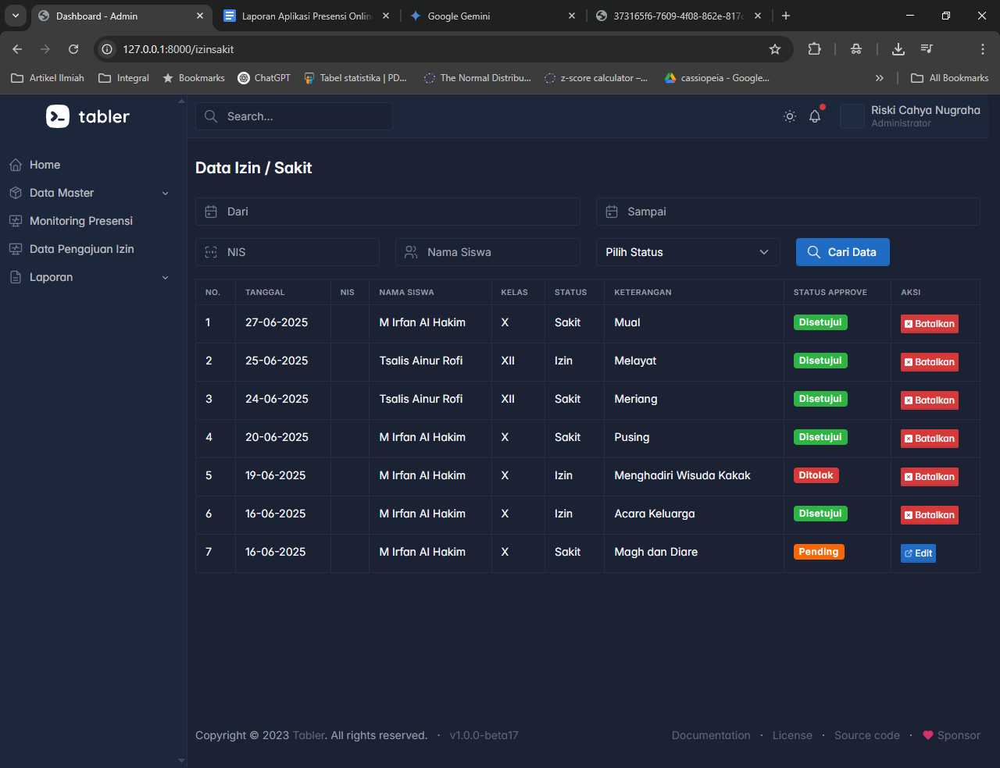 Dashboard - Admin
Laporan Aplikasi Presensi Onlin
Google Gemini
373165f6-7609-4f08-862e-817c
127.0.0.1:8000/izinsakit
Artikel Ilmiah
Integral
Bookmarks
ChatGPT
Tabel statistika | PD...
The Normal Distribu...
z-score calculator –...
cassiopeia - Google...
All Bookmarks
tabler
Search...
Riski Cahya Nugraha
Administrator
Home
Data Master
Monitoring Presensi
Data Pengajuan Izin
Laporan
Data Izin / Sakit
Dari
Sampai
NIS
Nama Siswa
Pilih Status
Cari Data
NO. TANGGAL NIS NAMA SISWA KELAS STATUS KETERANGAN STATUS APPROVE AKSI
1 27-06-2025 M Irfan Al Hakim X Sakit Mual Disetujui Batalkan
2 25-06-2025 Tsalis Ainur Rofi XII Izin Melayat Disetujui Batalkan
3 24-06-2025 Tsalis Ainur Rofi XII Sakit Meriang Disetujui Batalkan
4 20-06-2025 M Irfan Al Hakim X Sakit Pusing Disetujui Batalkan
5 19-06-2025 M Irfan Al Hakim X Izin Menghadiri Wisuda Kakak Ditolak Batalkan
6 16-06-2025 M Irfan Al Hakim X Izin Acara Keluarga Disetujui Batalkan
7 16-06-2025 M Irfan Al Hakim X Sakit Magh dan Diare Pending Edit
Copyright © 2023 Tabler. All rights reserved. · v1.0.0-beta17
Documentation · License · Source code · Sponsor